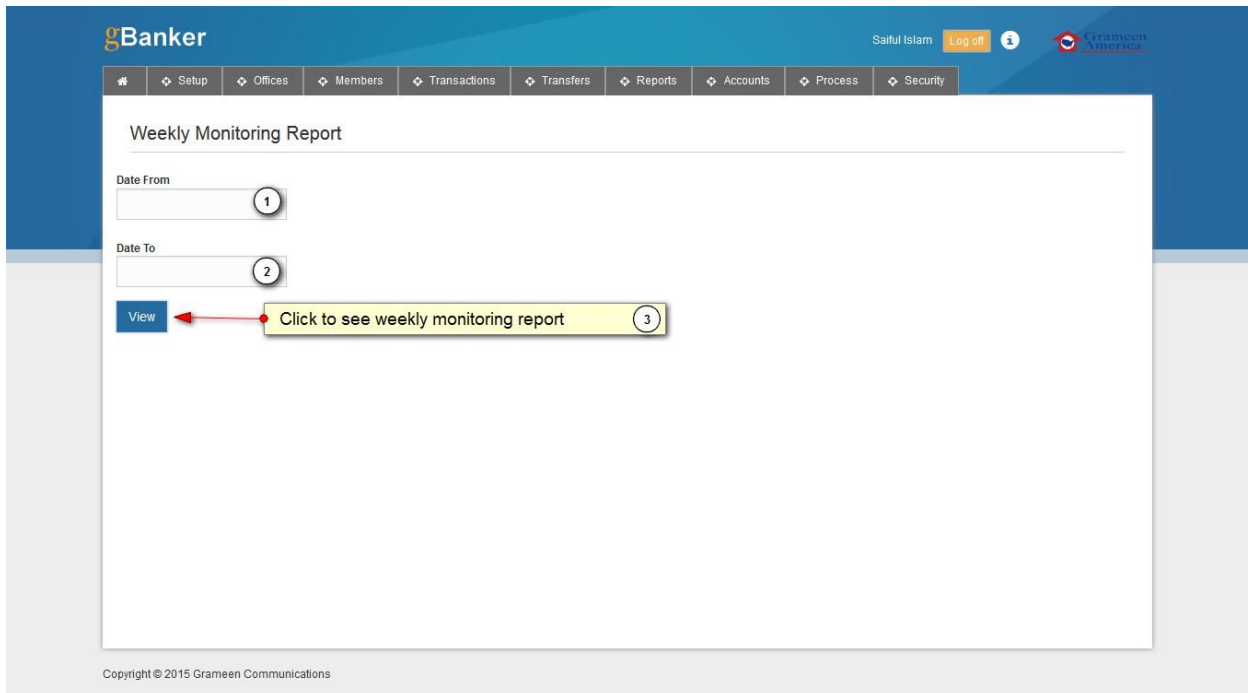 gBanker
Saiful Islam Log off i Grameen America
Setup Offices Members Transactions Transfers Reports Accounts Process Security
Weekly Monitoring Report
Date From
1
Date To
2
View Click to see weekly monitoring report 3
Copyright © 2015 Grameen Communications